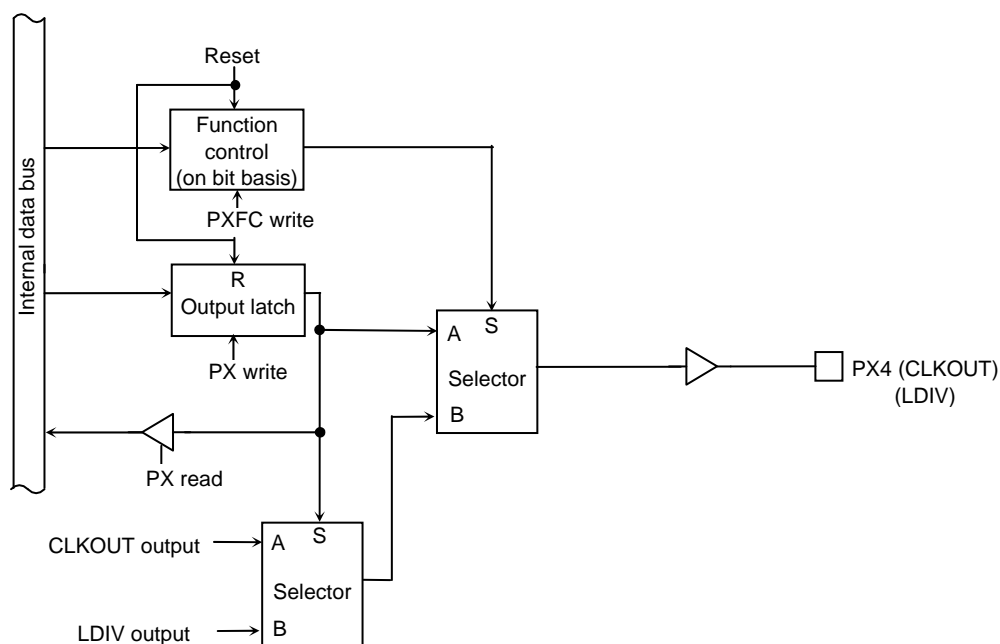 Internal data bus
Reset
Function
control
(on bit basis)
PXFC write
R
Output latch
PX write
PX read
A
S
Selector
B
PX4 (CLKOUT)
(LDIV)
CLKOUT output
A
S
Selector
LDIV output
B